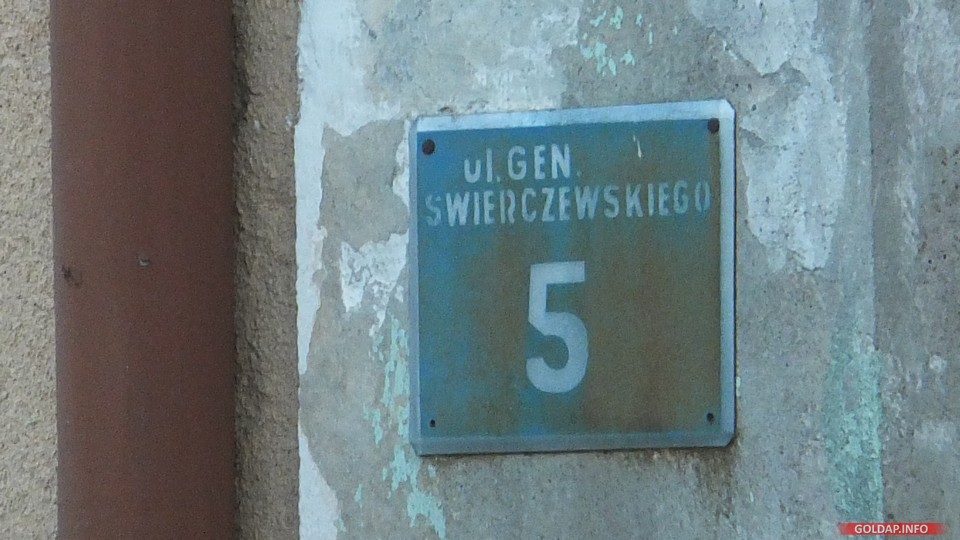 ul. GEN.
SWIERCZEWSKIEGO
5
GOLDAP.INFO